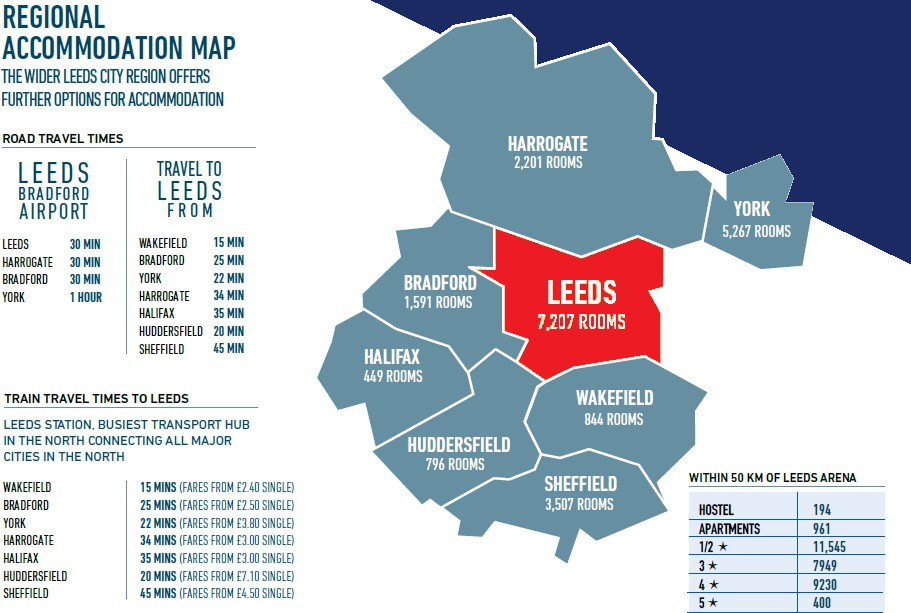 REGIONAL
ACCOMMODATION MAP
THE WIDER LEEDS CITY REGION OFFERS
FURTHER OPTIONS FOR ACCOMMODATION
ROAD TRAVEL TIMES
LEEDS
BRADFORD
AIRPORT
LEEDS 30 MIN
HARROGATE 30 MIN
BRADFORD 30 MIN
YORK 1 HOUR
TRAVEL TO
LEEDS
FROM
WAKEFIELD 15 MIN
BRADFORD 25 MIN
YORK 22 MIN
HARROGATE 34 MIN
HALIFAX 35 MIN
HUDDERSFIELD 20 MIN
SHEFFIELD 45 MIN
TRAIN TRAVEL TIMES TO LEEDS
LEEDS STATION, BUSIEST TRANSPORT HUB
IN THE NORTH CONNECTING ALL MAJOR
CITIES IN THE NORTH
WAKEFIELD 15 MINS (FARES FROM £2.40 SINGLE)
BRADFORD 25 MINS (FARES FROM £2.50 SINGLE)
YORK 22 MINS (FARES FROM £3.80 SINGLE)
HARROGATE 34 MINS (FARES FROM £3.00 SINGLE)
HALIFAX 35 MINS (FARES FROM £3.00 SINGLE)
HUDDERSFIELD 20 MINS (FARES FROM £7.10 SINGLE)
SHEFFIELD 45 MINS (FARES FROM £4.50 SINGLE)
HARROGATE
2,201 ROOMS
YORK
5,267 ROOMS
BRADFORD
1,591 ROOMS
LEEDS
7,207 ROOMS
HALIFAX
449 ROOMS
WAKEFIELD
844 ROOMS
HUDDERSFIELD
796 ROOMS
SHEFFIELD
3,507 ROOMS
WITHIN 50 KM OF LEEDS ARENA
HOSTEL 194
APARTMENTS 961
1/2 ★ 11,545
3 ★ 7949
4 ★ 9230
5 ★ 400